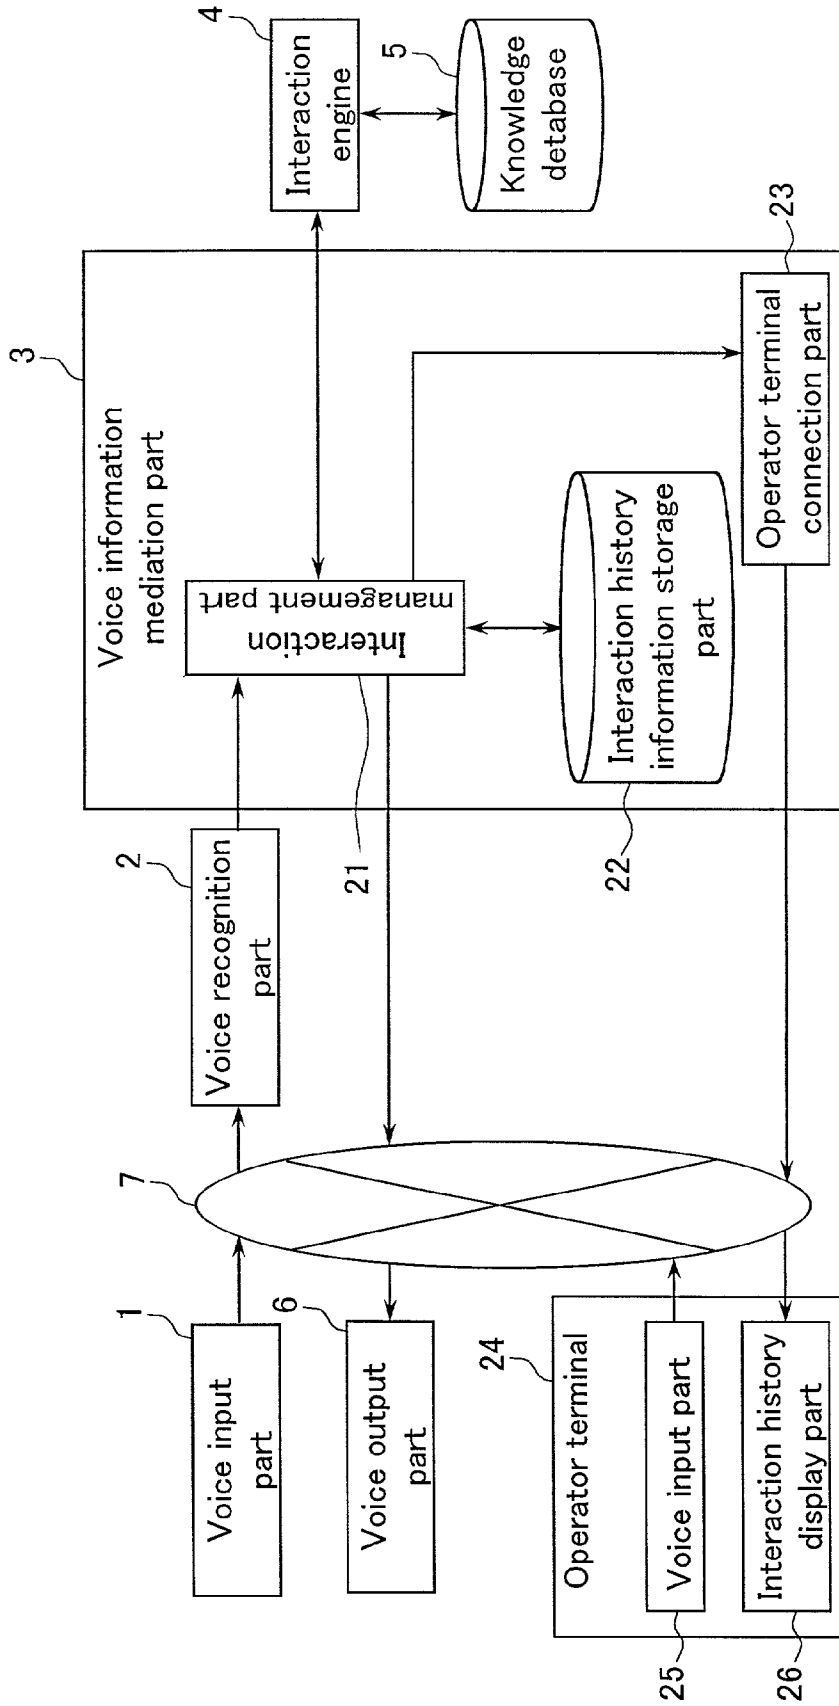 1
Voice input
part
6
Voice output
part
24
Operator terminal
Voice input part
25
Interaction history
display part
26
7
2
Voice recognition
part
3
Voice information
mediation part
Interaction
management part
21
Interaction history
information storage
part
22
Operator terminal
connection part
23
4
Interaction
engine
5
Knowledge
detabase